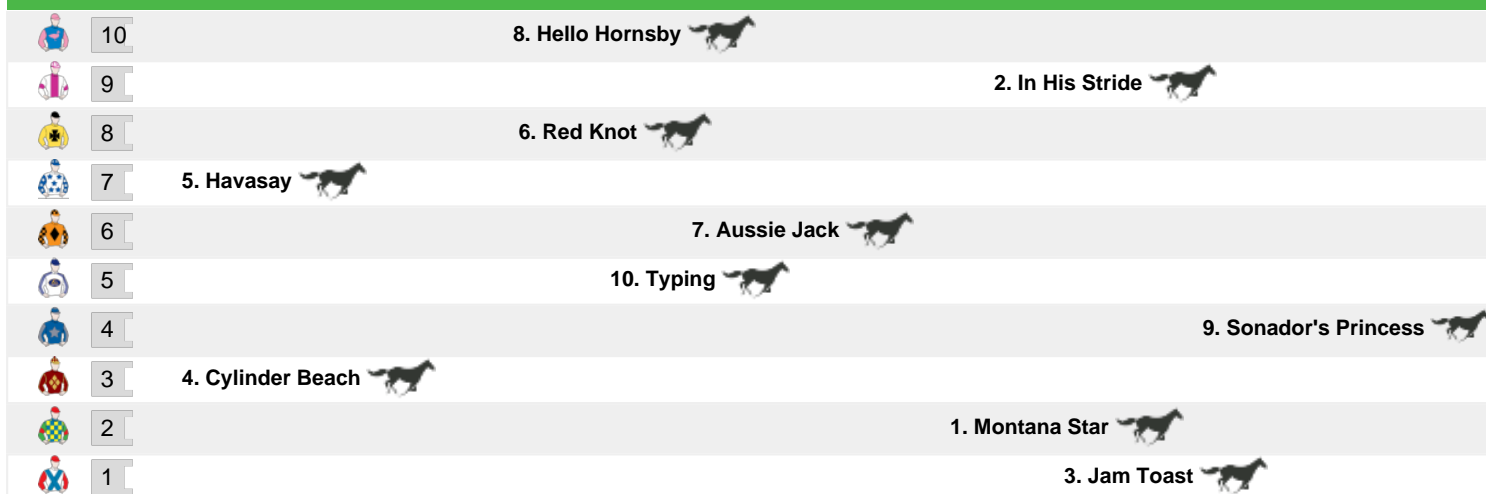 10 8. Hello Hornsby
9 2. In His Stride
8 6. Red Knot
7 5. Havasay
6 7. Aussie Jack
5 10. Typing
4 9. Sonador's Princess
3 4. Cylinder Beach
2 1. Montana Star
1 3. Jam Toast